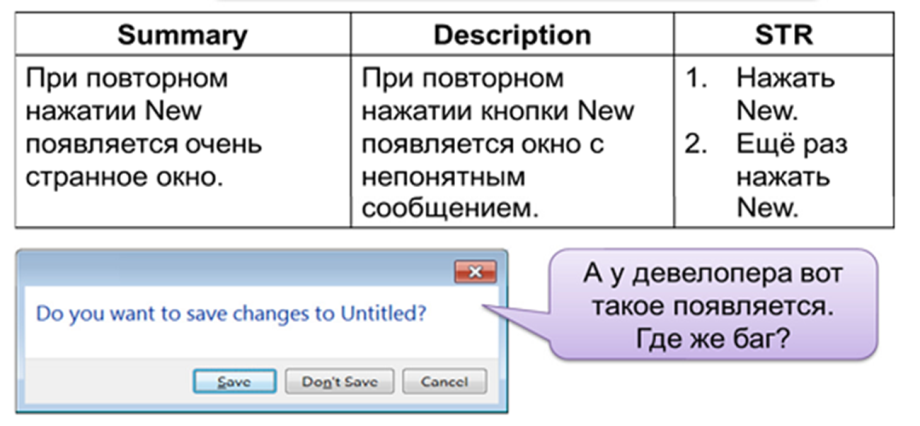 Summary
Description
STR
При повторном
нажатии New
появляется очень
странное окно.
При повторном
нажатии кнопки New
появляется окно с
непонятным
сообщением.
1. Нажать
New.
2. Ещё раз
нажать
New.
Do you want to save changes to Untitled?
Save
Don't Save
Cancel
А у девелопера вот
такое появляется.
Где же баг?